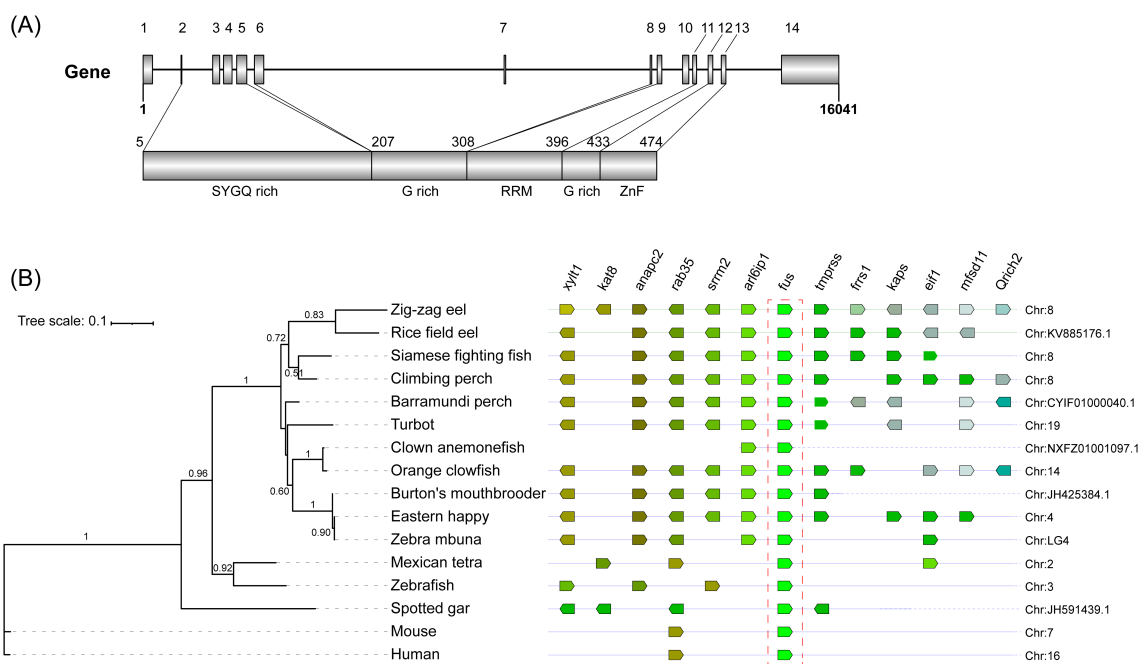 (A)
1 2 3 4 5 6 7 8 9 10 11 12 13 14
Gene
1 16041
5 207 308 396 433 474
SYGQ rich G rich RRM G rich ZnF
(B)
xylt1 kat8 anapc2 rab35 srrm2 arl6ip1 fus tmprss frrs1 kaps eif1 mfsd11 Qrich2
Tree scale: 0.1
Zig-zag eel Chr:8
0.83
Rice field eel Chr:KV885176.1
0.72
Siamese fighting fish Chr:8
0.51
Climbing perch Chr:8
1
Barramundi perch Chr:CYIF01000040.1
Turbot Chr:19
Clown anemonefish Chr:NXFZ01001097.1
1
Orange clowfish Chr:14
0.96
0.60
Burton's mouthbrooder Chr:JH425384.1
1
Eastern happy Chr:4
0.90
Zebra mbuna Chr:LG4
1
Mexican tetra Chr:2
0.92
Zebrafish Chr:3
Spotted gar Chr:JH591439.1
Mouse Chr:7
Human Chr:16